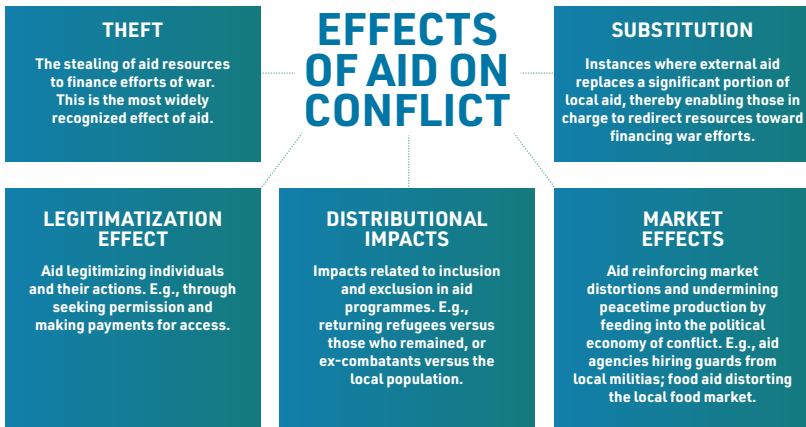 EFFECTS
OF AID ON
CONFLICT
THEFT
The stealing of aid resources
to finance efforts of war.
This is the most widely
recognized effect of aid.
SUBSTITUTION
Instances where external aid
replaces a significant portion of
local aid, thereby enabling those in
charge to redirect resources toward
financing war efforts.
LEGITIMATIZATION
EFFECT
Aid legitimizing individuals
and their actions. E.g., through
seeking permission and
making payments for access.
DISTRIBUTIONAL
IMPACTS
Impacts related to inclusion
and exclusion in aid
programmes. E.g.,
returning refugees versus
those who remained, or
ex-combatants versus the
local population.
MARKET
EFFECTS
Aid reinforcing market
distortions and undermining
peacetime production by
feeding into the political
economy of conflict. E.g., aid
agencies hiring guards from
local militias; food aid distorting
the local food market.